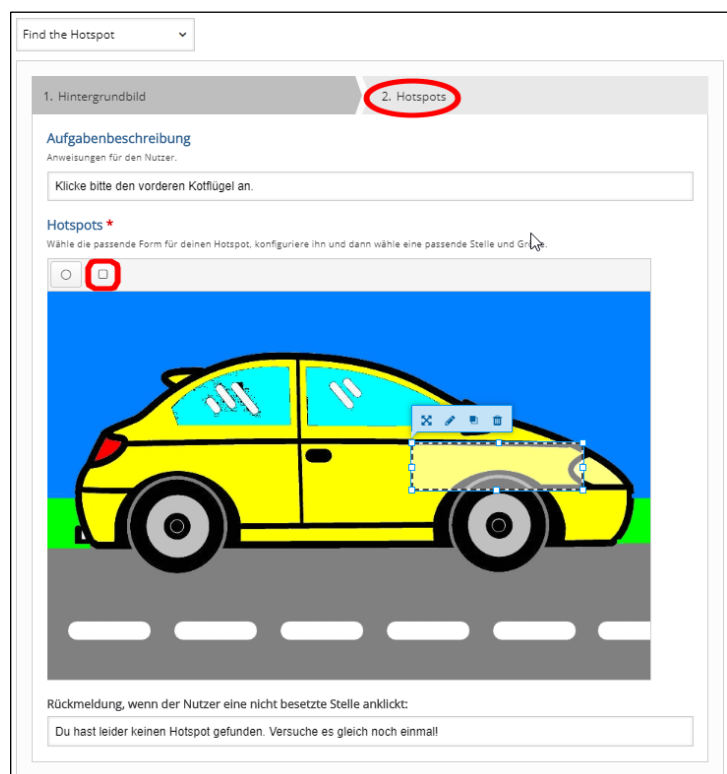 Find the Hotspot
1. Hintergrundbild
2. Hotspots
Aufgabenbeschreibung
Anweisungen für den Nutzer.
Klicke bitte den vorderen Kotflügel an.
Hotspots *
Wähle die passende Form für deinen Hotspot, konfiguriere ihn und dann wähle eine passende Stelle und Größe.
Rückmeldung, wenn der Nutzer eine nicht besetzte Stelle anklickt:
Du hast leider keinen Hotspot gefunden. Versuche es gleich noch einmal!